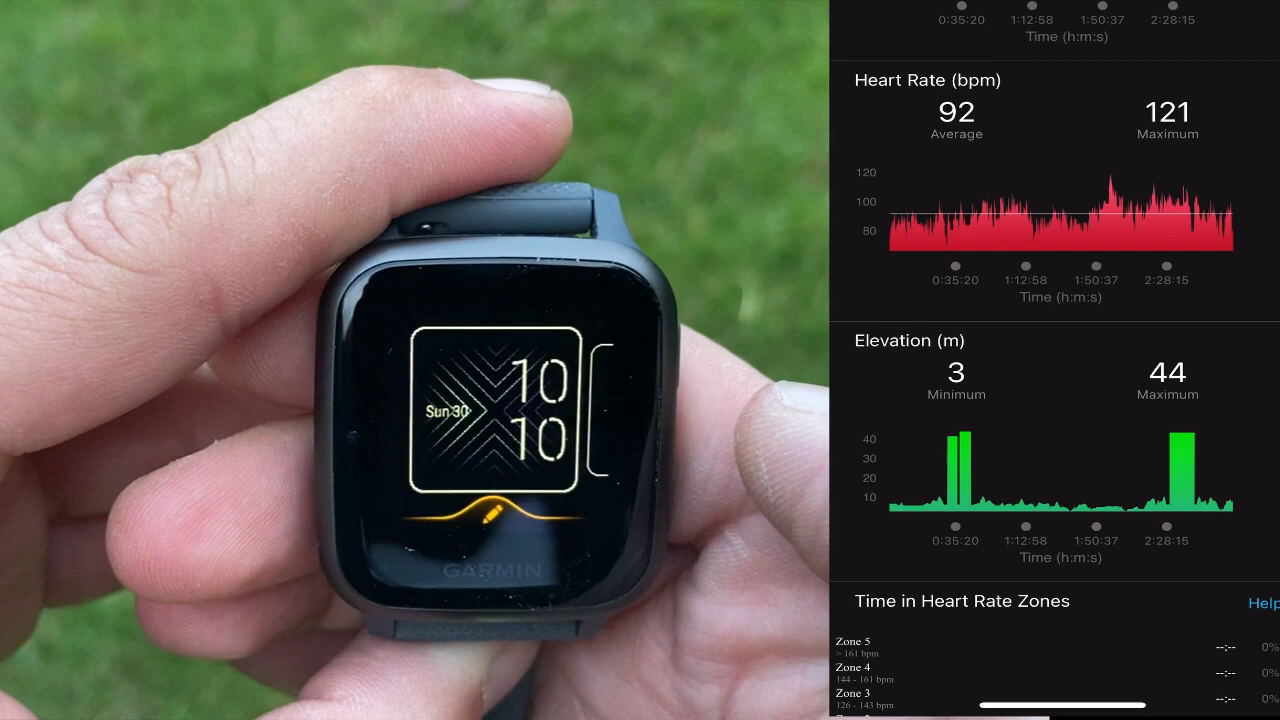 Sun 30
10
10
GARMIN
0:35:20 1:12:58 1:50:37 2:28:15
Time (h:m:s)
Heart Rate (bpm)
92 121
Average Maximum
120
100
80
0:35:20 1:12:58 1:50:37 2:28:15
Time (h:m:s)
Elevation (m)
3 44
Minimum Maximum
40
30
20
10
0:35:20 1:12:58 1:50:37 2:28:15
Time (h:m:s)
Time in Heart Rate Zones Help
Zone 5
> 161 bpm --:-- 0%
Zone 4
144 - 161 bpm --:-- 0%
Zone 3
126 - 143 bpm --:-- 0%